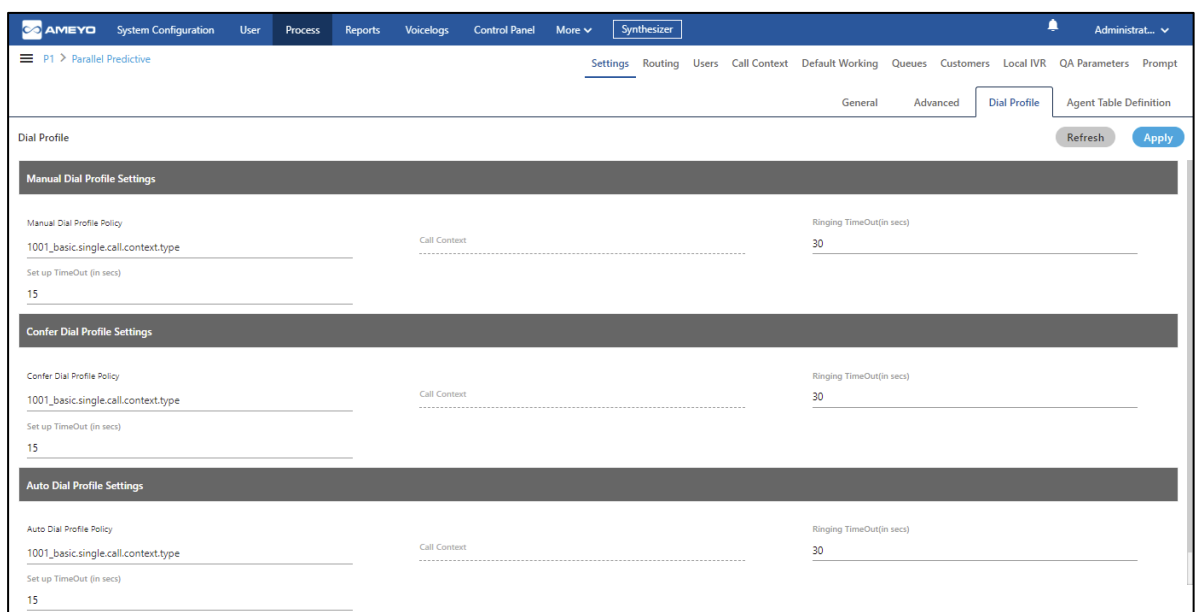 AMEYO System Configuration User Process Reports Voicelogs Control Panel More Synthesizer Administrat...
P1 > Parallel Predictive
Settings Routing Users Call Context Default Working Queues Customers Local IVR QA Parameters Prompt
General Advanced Dial Profile Agent Table Definition
Dial Profile Refresh Apply
Manual Dial Profile Settings
Manual Dial Profile Policy Call Context Ringing TimeOut(in secs)
1001_basic.single.call.context.type 30
Set up TimeOut (in secs)
15
Confer Dial Profile Settings
Confer Dial Profile Policy Call Context Ringing TimeOut(in secs)
1001_basic.single.call.context.type 30
Set up TimeOut (in secs)
15
Auto Dial Profile Settings
Auto Dial Profile Policy Call Context Ringing TimeOut(in secs)
1001_basic.single.call.context.type 30
Set up TimeOut (in secs)
15